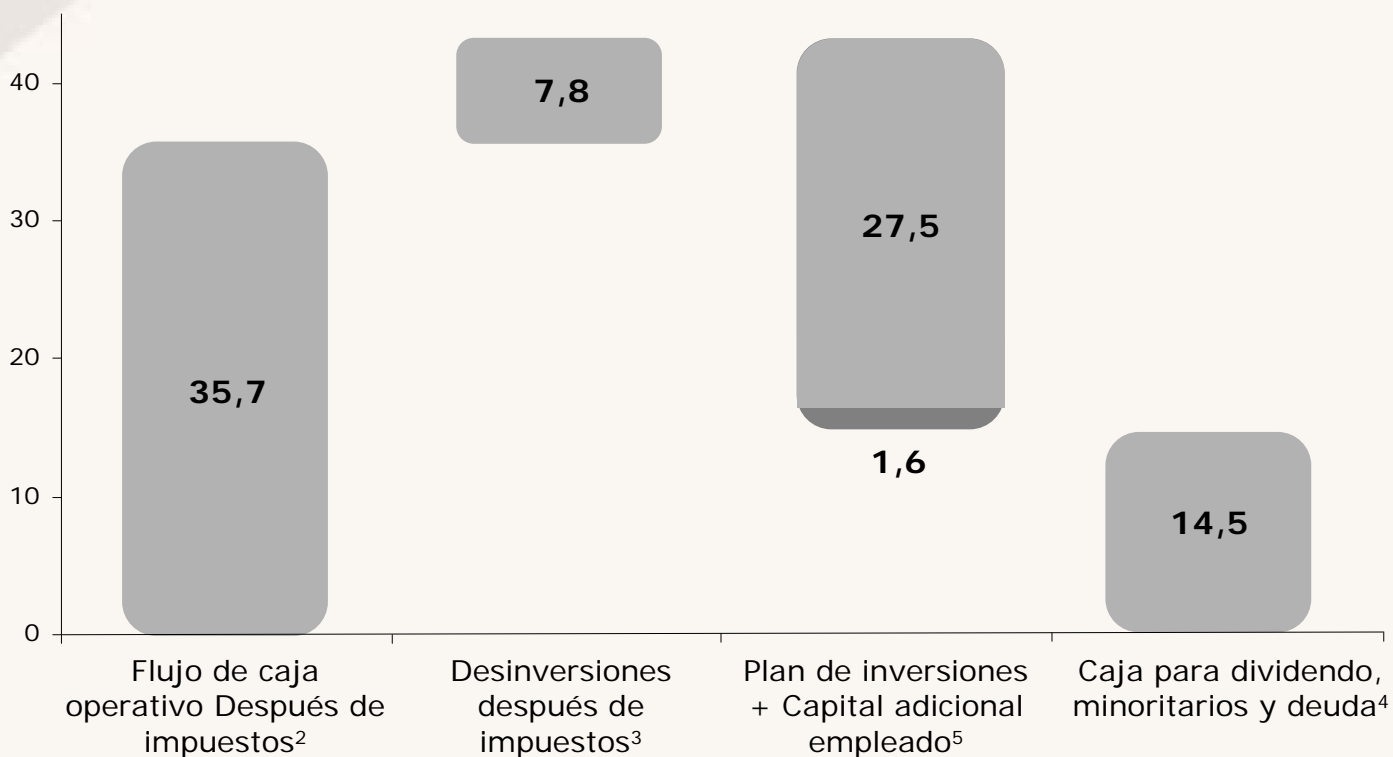 40
30
20
10
0
7,8
27,5
35,7
1,6
14,5
Flujo de caja
operativo Después de
impuestos²
Desinversiones
después de
impuestos³
Plan de inversiones
+ Capital adicional
empleado⁵
Caja para dividendo,
minoritarios y deuda⁴